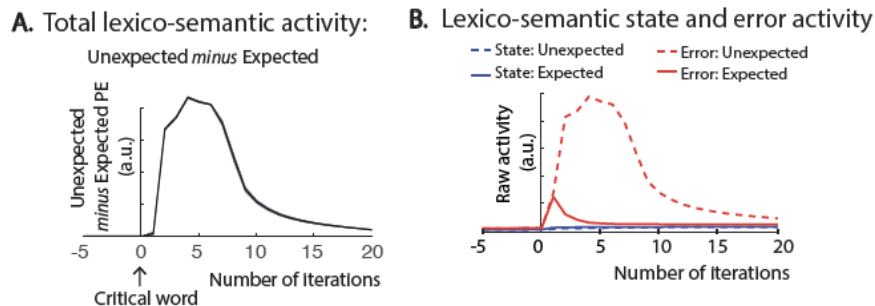 A. Total lexico-semantic activity:
Unexpected minus Expected
Unexpected
minus Expected PE
(a.u.)
-5 0 5 10 15 20
Number of iterations
↑
Critical word
B. Lexico-semantic state and error activity
State: Unexpected
Error: Unexpected
State: Expected
Error: Expected
Raw activity
(a.u.)
-5 0 5 10 15 20
Number of iterations